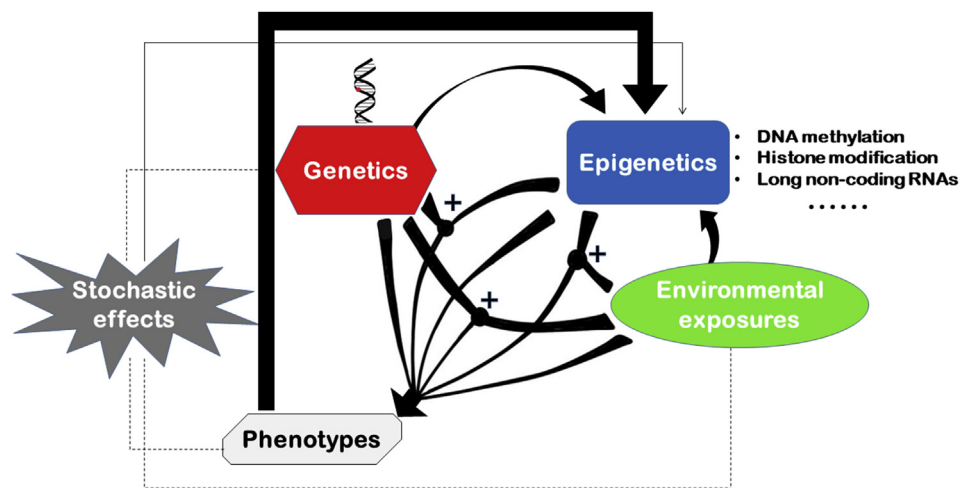 Genetics
Epigenetics
• DNA methylation
• Histone modification
• Long non-coding RNAs
......
+
+
+
Stochastic
effects
Environmental
exposures
Phenotypes